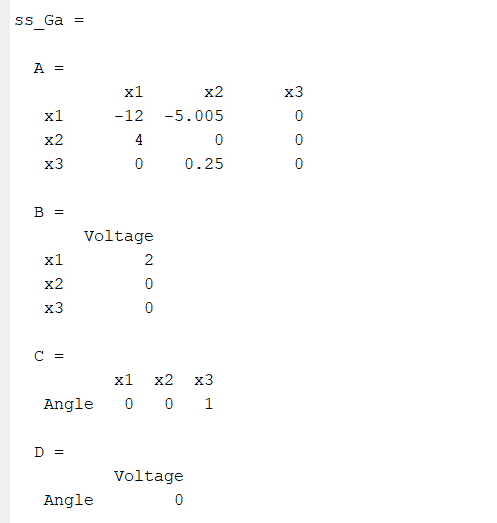 ss_Ga =
A =
x1 x2 x3
x1 -12 -5.005 0
x2 4 0 0
x3 0 0.25 0
B =
Voltage
x1 2
x2 0
x3 0
C =
x1 x2 x3
Angle 0 0 1
D =
Voltage
Angle 0